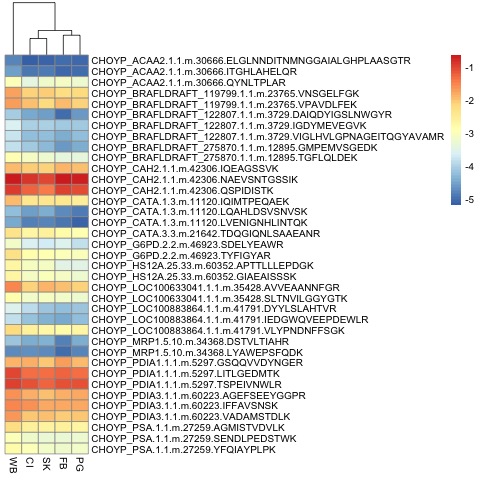 CHOYP_ACAA2.1.1.m.30666.ELGLNNDITNMNGGAIALGHPLAASGTR
CHOYP_ACAA2.1.1.m.30666.ITGHLAHELQR
CHOYP_ACAA2.1.1.m.30666.QYNLTPLAR
CHOYP_BRAFLDRAFT_119799.1.1.m.23765.VNSGELFGK
CHOYP_BRAFLDRAFT_119799.1.1.m.23765.VPAVDLFEK
CHOYP_BRAFLDRAFT_122807.1.1.m.3729.DAIQDYIGSLNWGYR
CHOYP_BRAFLDRAFT_122807.1.1.m.3729.IGDYMEVEGVK
CHOYP_BRAFLDRAFT_122807.1.1.m.3729.VIGLHVLGPNAGEITQGYAVAMR
CHOYP_BRAFLDRAFT_275870.1.1.m.12895.GMPEMVSGEDK
CHOYP_BRAFLDRAFT_275870.1.1.m.12895.TGFLQLDEK
CHOYP_CAH2.1.1.m.42306.IQEAGSSVK
CHOYP_CAH2.1.1.m.42306.NAEVSNTGSSIK
CHOYP_CAH2.1.1.m.42306.QSPIDISTK
CHOYP_CATA.1.3.m.11120.IQIMTPEQAEK
CHOYP_CATA.1.3.m.11120.LQAHLDSVSNVSK
CHOYP_CATA.1.3.m.11120.LVENIGNHLINTQK
CHOYP_CATA.3.3.m.21642.TDQGIQNLSAAEANR
CHOYP_G6PD.2.2.m.46923.SDELYEAWR
CHOYP_G6PD.2.2.m.46923.TYFIGYAR
CHOYP_HS12A.25.33.m.60352.APTTLLLEPDGK
CHOYP_HS12A.25.33.m.60352.GIAEAISSSK
CHOYP_LOC100633041.1.1.m.35428.AVVEAANNFGR
CHOYP_LOC100633041.1.1.m.35428.SLTNVILGGYGTK
CHOYP_LOC100883864.1.1.m.41791.DYYLSLAHTVR
CHOYP_LOC100883864.1.1.m.41791.IEDGWQVEEPDEWLR
CHOYP_LOC100883864.1.1.m.41791.VLYPNDNFFSGK
CHOYP_MRP1.5.10.m.34368.DSTVLTIAHR
CHOYP_MRP1.5.10.m.34368.LYAWEPSFQDK
CHOYP_PDIA1.1.1.m.5297.GSQQVVDYNGER
CHOYP_PDIA1.1.1.m.5297.LITLGEDMTK
CHOYP_PDIA1.1.1.m.5297.TSPEIVNWLR
CHOYP_PDIA3.1.1.m.60223.AGEFSEEYGGPR
CHOYP_PDIA3.1.1.m.60223.IFFAVSNSK
CHOYP_PDIA3.1.1.m.60223.VADAMSTDLK
CHOYP_PSA.1.1.m.27259.AGMISTVDVLK
CHOYP_PSA.1.1.m.27259.SENDLPEDSTWK
CHOYP_PSA.1.1.m.27259.YFQIAYPLPK
WB CI SK FB PG
-1
-2
-3
-4
-5